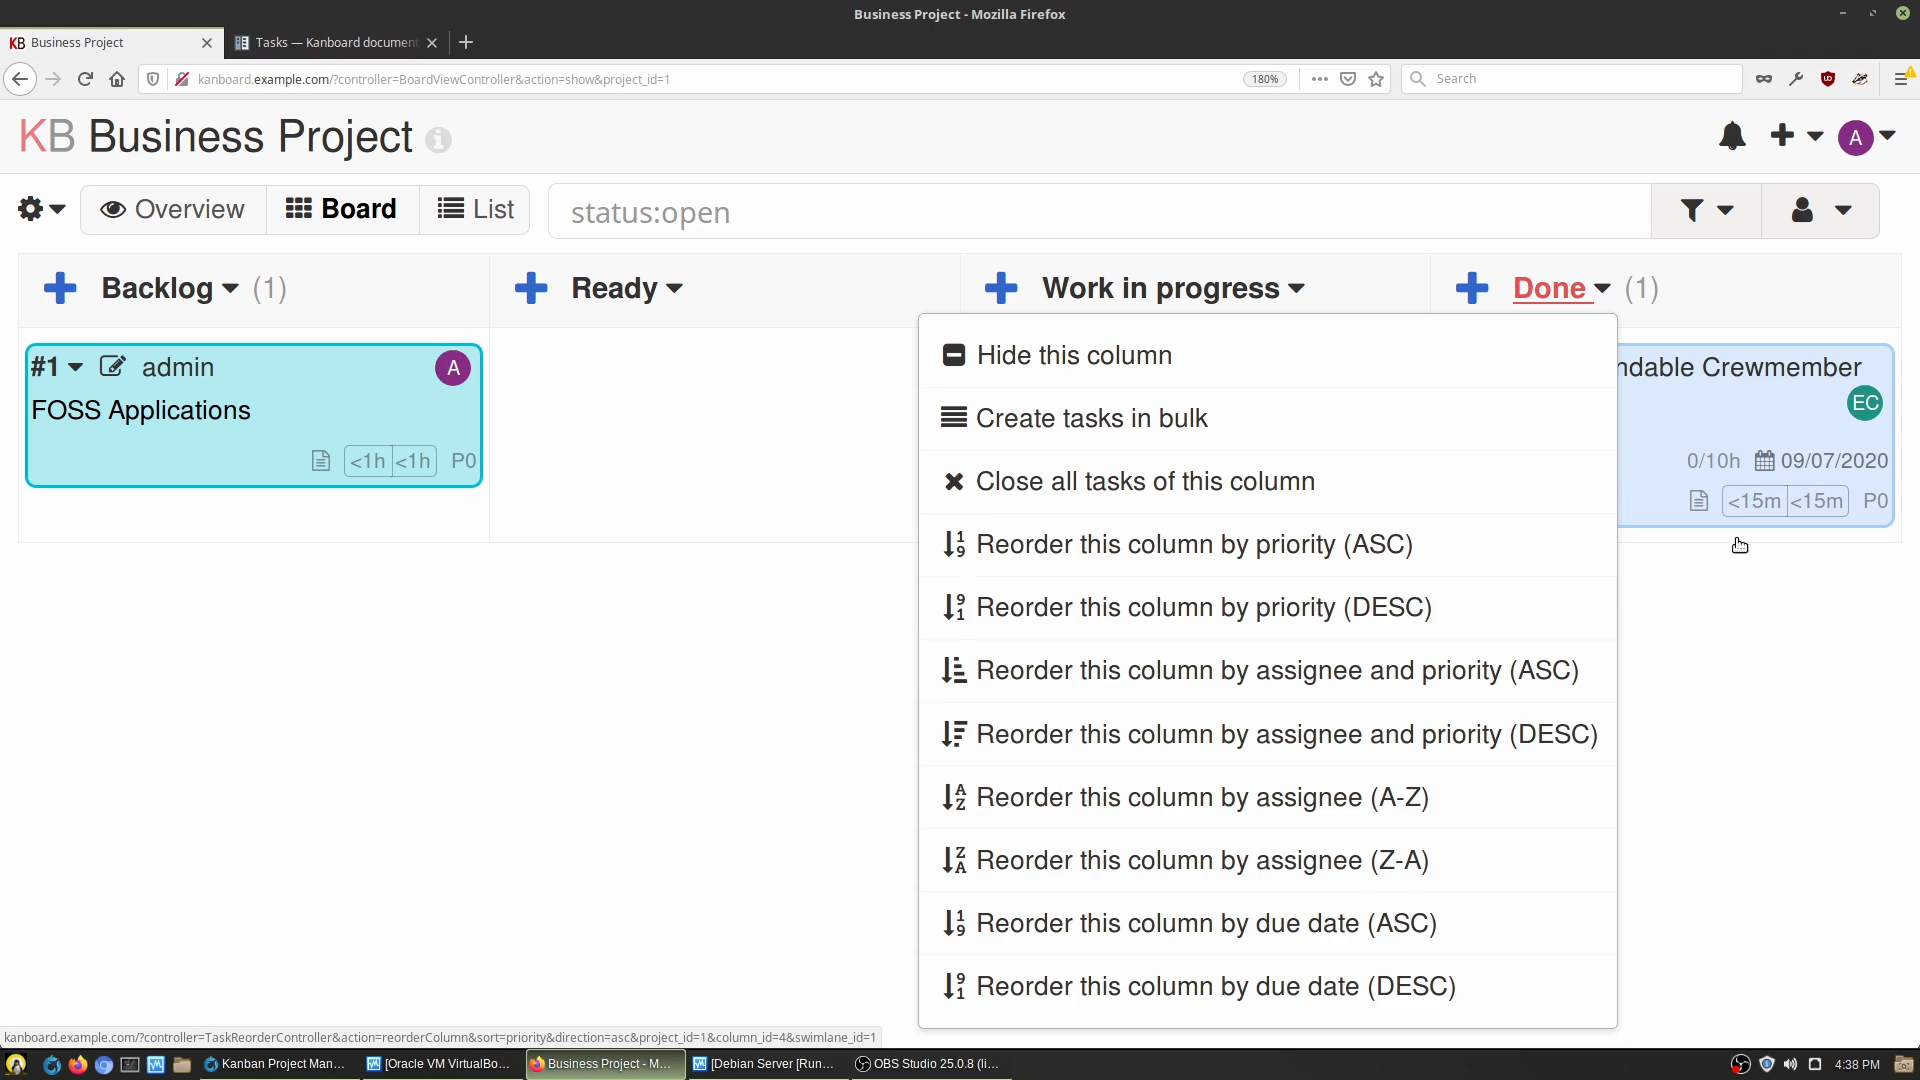 Business Project - Mozilla Firefox
KB Business Project
Tasks — Kanboard document
kanboard.example.com/?controller=BoardViewController&action=show&project_id=1
180%
Search
KB Business Project
A
Overview
Board
List
status:open
Backlog (1)
Ready
Work in progress
Done (1)
#1 admin
A
FOSS Applications
<1h <1h P0
ndable Crewmember
EC
0/10h 09/07/2020
<15m <15m P0
Hide this column
Create tasks in bulk
Close all tasks of this column
Reorder this column by priority (ASC)
Reorder this column by priority (DESC)
Reorder this column by assignee and priority (ASC)
Reorder this column by assignee and priority (DESC)
Reorder this column by assignee (A-Z)
Reorder this column by assignee (Z-A)
Reorder this column by due date (ASC)
Reorder this column by due date (DESC)
kanboard.example.com/?controller=TaskReorderController&action=reorderColumn&sort=priority&direction=asc&project_id=1&column_id=4&swimlane_id=1
Kanban Project Man...
[Oracle VM VirtualBo...
Business Project - M...
[Debian Server [Run...
OBS Studio 25.0.8 (li...
4:38 PM